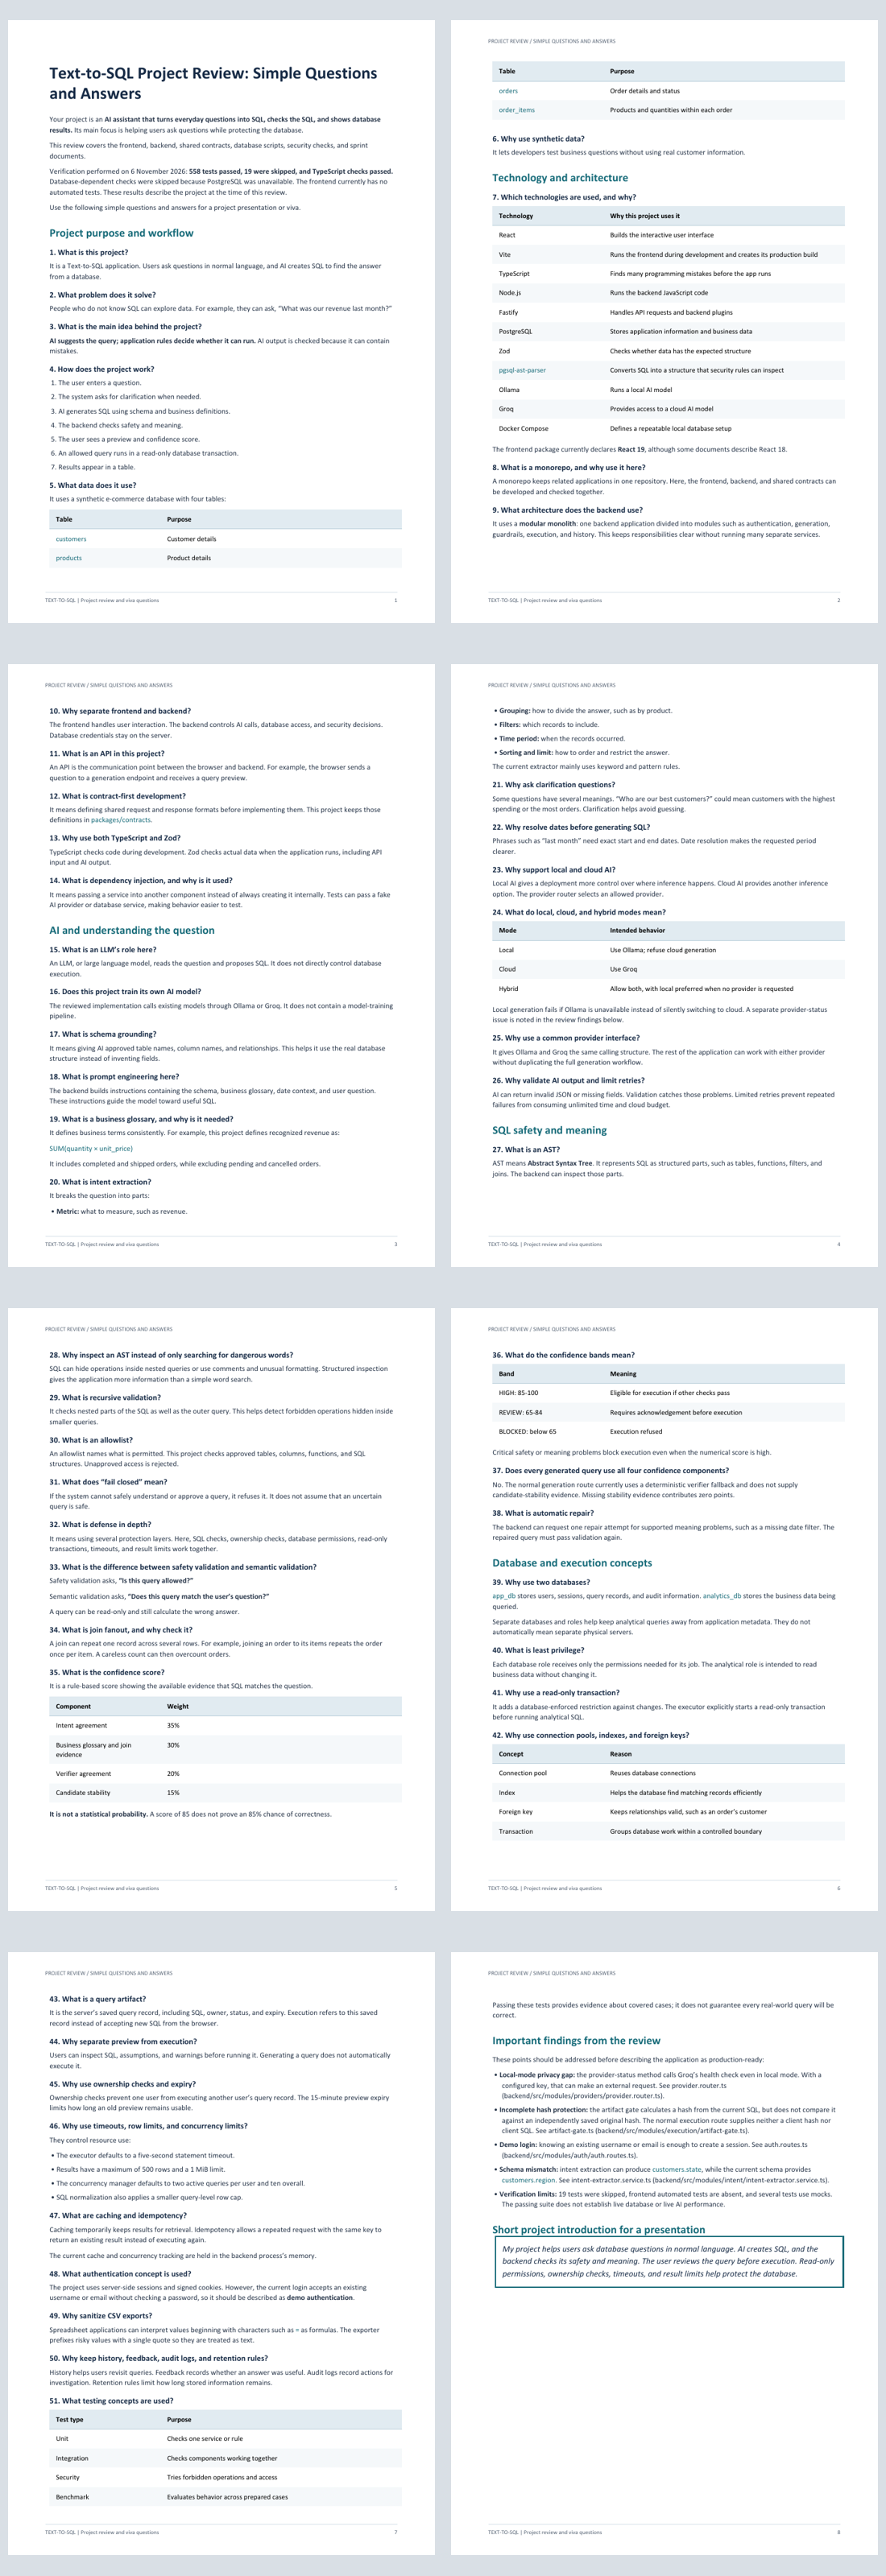 Text-to-SQL Project Review: Simple Questions
and Answers
Your project is an AI assistant that turns everyday questions into SQL, checks the SQL, and shows database
results. Its main focus is helping users ask questions while protecting the database.
This review covers the frontend, backend, shared contracts, database scripts, security checks, and sprint
documents.
Verification performed on 6 November 2026: 558 tests passed, 19 were skipped, and TypeScript checks passed.
Database-dependent checks were skipped because PostgreSQL was unavailable. The frontend currently has no
automated tests. These results describe the project at the time of this review.
Use the following simple questions and answers for a project presentation or viva.
Project purpose and workflow
1. What is this project?
It is a Text-to-SQL application. Users ask questions in normal language, and AI creates SQL to find the answer
from a database.
2. What problem does it solve?
People who do not know SQL can explore data. For example, they can ask, “What was our revenue last month?”
3. What is the main idea behind the project?
AI suggests the query; application rules decide whether it can run. AI output is checked because it can contain
mistakes.
4. How does the project work?
1. The user enters a question.
2. The system asks for clarification when needed.
3. AI generates SQL using schema and business definitions.
4. The backend checks safety and meaning.
5. The user sees a preview and confidence score.
6. An allowed query runs in a read-only database transaction.
7. Results appear in a table.
5. What data does it use?
It uses a synthetic e-commerce database with four tables:
Table Purpose
customers Customer details
products Product details
TEXT-TO-SQL | Project review and viva questions 1
PROJECT REVIEW / SIMPLE QUESTIONS AND ANSWERS
Table Purpose
orders Order details and status
order_items Products and quantities within each order
6. Why use synthetic data?
It lets developers test business questions without using real customer information.
Technology and architecture
7. Which technologies are used, and why?
Technology Why this project uses it
React Builds the interactive user interface
Vite Runs the frontend during development and creates its production build
TypeScript Finds many programming mistakes before the app runs
Node.js Runs the backend JavaScript code
Fastify Handles API requests and backend plugins
PostgreSQL Stores application information and business data
Zod Checks whether data has the expected structure
pgsql-ast-parser Converts SQL into a structure that security rules can inspect
Ollama Runs a local AI model
Groq Provides access to a cloud AI model
Docker Compose Defines a repeatable local database setup
The frontend package currently declares React 19, although some documents describe React 18.
8. What is a monorepo, and why use it here?
A monorepo keeps related applications in one repository. Here, the frontend, backend, and shared contracts can
be developed and checked together.
9. What architecture does the backend use?
It uses a modular monolith: one backend application divided into modules such as authentication, generation,
guardrails, execution, and history. This keeps responsibilities clear without running many separate services.
TEXT-TO-SQL | Project review and viva questions 2
PROJECT REVIEW / SIMPLE QUESTIONS AND ANSWERS
10. Why separate frontend and backend?
The frontend handles user interaction. The backend controls AI calls, database access, and security decisions.
Database credentials stay on the server.
11. What is an API in this project?
An API is the communication point between the browser and backend. For example, the browser sends a
question to a generation endpoint and receives a query preview.
12. What is contract-first development?
It means defining shared request and response formats before implementing them. This project keeps those
definitions in packages/contracts.
13. Why use both TypeScript and Zod?
TypeScript checks code during development. Zod checks actual data when the application runs, including API
input and AI output.
14. What is dependency injection, and why is it used?
It means passing a service into another component instead of always creating it internally. Tests can pass a fake
AI provider or database service, making behavior easier to test.
AI and understanding the question
15. What is an LLM’s role here?
An LLM, or large language model, reads the question and proposes SQL. It does not directly control database
execution.
16. Does this project train its own AI model?
The reviewed implementation calls existing models through Ollama or Groq. It does not contain a model-training
pipeline.
17. What is schema grounding?
It means giving AI approved table names, column names, and relationships. This helps it use the real database
structure instead of inventing fields.
18. What is prompt engineering here?
The backend builds instructions containing the schema, business glossary, date context, and user question.
These instructions guide the model toward useful SQL.
19. What is a business glossary, and why is it needed?
It defines business terms consistently. For example, this project defines recognized revenue as:
SUM(quantity × unit_price)
It includes completed and shipped orders, while excluding pending and cancelled orders.
20. What is intent extraction?
It breaks the question into parts:
• Metric: what to measure, such as revenue.
TEXT-TO-SQL | Project review and viva questions 3
PROJECT REVIEW / SIMPLE QUESTIONS AND ANSWERS
• Grouping: how to divide the answer, such as by product.
• Filters: which records to include.
• Time period: when the records occurred.
• Sorting and limit: how to order and restrict the answer.
The current extractor mainly uses keyword and pattern rules.
21. Why ask clarification questions?
Some questions have several meanings. “Who are our best customers?” could mean customers with the highest
spending or the most orders. Clarification helps avoid guessing.
22. Why resolve dates before generating SQL?
Phrases such as “last month” need exact start and end dates. Date resolution makes the requested period
clearer.
23. Why support local and cloud AI?
Local AI gives a deployment more control over where inference happens. Cloud AI provides another inference
option. The provider router selects an allowed provider.
24. What do local, cloud, and hybrid modes mean?
Mode Intended behavior
Local Use Ollama; refuse cloud generation
Cloud Use Groq
Hybrid Allow both, with local preferred when no provider is requested
Local generation fails if Ollama is unavailable instead of silently switching to cloud. A separate provider-status
issue is noted in the review findings below.
25. Why use a common provider interface?
It gives Ollama and Groq the same calling structure. The rest of the application can work with either provider
without duplicating the full generation workflow.
26. Why validate AI output and limit retries?
AI can return invalid JSON or missing fields. Validation catches those problems. Limited retries prevent repeated
failures from consuming unlimited time and cloud budget.
SQL safety and meaning
27. What is an AST?
AST means Abstract Syntax Tree. It represents SQL as structured parts, such as tables, functions, filters, and
joins. The backend can inspect those parts.
TEXT-TO-SQL | Project review and viva questions 4
PROJECT REVIEW / SIMPLE QUESTIONS AND ANSWERS
28. Why inspect an AST instead of only searching for dangerous words?
SQL can hide operations inside nested queries or use comments and unusual formatting. Structured inspection
gives the application more information than a simple word search.
29. What is recursive validation?
It checks nested parts of the SQL as well as the outer query. This helps detect forbidden operations hidden inside
smaller queries.
30. What is an allowlist?
An allowlist names what is permitted. This project checks approved tables, columns, functions, and SQL
structures. Unapproved access is rejected.
31. What does “fail closed” mean?
If the system cannot safely understand or approve a query, it refuses it. It does not assume that an uncertain
query is safe.
32. What is defense in depth?
It means using several protection layers. Here, SQL checks, ownership checks, database permissions, read-only
transactions, timeouts, and result limits work together.
33. What is the difference between safety validation and semantic validation?
Safety validation asks, “Is this query allowed?”
Semantic validation asks, “Does this query match the user’s question?”
A query can be read-only and still calculate the wrong answer.
34. What is join fanout, and why check it?
A join can repeat one record across several rows. For example, joining an order to its items repeats the order
once per item. A careless count can then overcount orders.
35. What is the confidence score?
It is a rule-based score showing the available evidence that SQL matches the question.
Component Weight
Intent agreement 35%
Business glossary and join
evidence 30%
Verifier agreement 20%
Candidate stability 15%
It is not a statistical probability. A score of 85 does not prove an 85% chance of correctness.
TEXT-TO-SQL | Project review and viva questions 5
PROJECT REVIEW / SIMPLE QUESTIONS AND ANSWERS
36. What do the confidence bands mean?
Band Meaning
HIGH: 85-100 Eligible for execution if other checks pass
REVIEW: 65-84 Requires acknowledgement before execution
BLOCKED: below 65 Execution refused
Critical safety or meaning problems block execution even when the numerical score is high.
37. Does every generated query use all four confidence components?
No. The normal generation route currently uses a deterministic verifier fallback and does not supply
candidate-stability evidence. Missing stability evidence contributes zero points.
38. What is automatic repair?
The backend can request one repair attempt for supported meaning problems, such as a missing date filter. The
repaired query must pass validation again.
Database and execution concepts
39. Why use two databases?
app_db stores users, sessions, query records, and audit information. analytics_db stores the business data being
queried.
Separate databases and roles help keep analytical queries away from application metadata. They do not
automatically mean separate physical servers.
40. What is least privilege?
Each database role receives only the permissions needed for its job. The analytical role is intended to read
business data without changing it.
41. Why use a read-only transaction?
It adds a database-enforced restriction against changes. The executor explicitly starts a read-only transaction
before running analytical SQL.
42. Why use connection pools, indexes, and foreign keys?
Concept Reason
Connection pool Reuses database connections
Index Helps the database find matching records efficiently
Foreign key Keeps relationships valid, such as an order’s customer
Transaction Groups database work within a controlled boundary
TEXT-TO-SQL | Project review and viva questions 6
PROJECT REVIEW / SIMPLE QUESTIONS AND ANSWERS
43. What is a query artifact?
It is the server’s saved query record, including SQL, owner, status, and expiry. Execution refers to this saved
record instead of accepting new SQL from the browser.
44. Why separate preview from execution?
Users can inspect SQL, assumptions, and warnings before running it. Generating a query does not automatically
execute it.
45. Why use ownership checks and expiry?
Ownership checks prevent one user from executing another user’s query record. The 15-minute preview expiry
limits how long an old preview remains usable.
46. Why use timeouts, row limits, and concurrency limits?
They control resource use:
• The executor defaults to a five-second statement timeout.
• Results have a maximum of 500 rows and a 1 MiB limit.
• The concurrency manager defaults to two active queries per user and ten overall.
• SQL normalization also applies a smaller query-level row cap.
47. What are caching and idempotency?
Caching temporarily keeps results for retrieval. Idempotency allows a repeated request with the same key to
return an existing result instead of executing again.
The current cache and concurrency tracking are held in the backend process’s memory.
48. What authentication concept is used?
The project uses server-side sessions and signed cookies. However, the current login accepts an existing
username or email without checking a password, so it should be described as demo authentication.
49. Why sanitize CSV exports?
Spreadsheet applications can interpret values beginning with characters such as = as formulas. The exporter
prefixes risky values with a single quote so they are treated as text.
50. Why keep history, feedback, audit logs, and retention rules?
History helps users revisit queries. Feedback records whether an answer was useful. Audit logs record actions for
investigation. Retention rules limit how long stored information remains.
51. What testing concepts are used?
Test type Purpose
Unit Checks one service or rule
Integration Checks components working together
Security Tries forbidden operations and access
Benchmark Evaluates behavior across prepared cases
TEXT-TO-SQL | Project review and viva questions 7
PROJECT REVIEW / SIMPLE QUESTIONS AND ANSWERS
Passing these tests provides evidence about covered cases; it does not guarantee every real-world query will be
correct.
Important findings from the review
These points should be addressed before describing the application as production-ready:
• Local-mode privacy gap: the provider-status method calls Groq’s health check even in local mode. With a
configured key, that can make an external request. See provider.router.ts
(backend/src/modules/providers/provider.router.ts).
• Incomplete hash protection: the artifact gate calculates a hash from the current SQL, but does not compare it
against an independently saved original hash. The normal execution route supplies neither a client hash nor
client SQL. See artifact-gate.ts (backend/src/modules/execution/artifact-gate.ts).
• Demo login: knowing an existing username or email is enough to create a session. See auth.routes.ts
(backend/src/modules/auth/auth.routes.ts).
• Schema mismatch: intent extraction can produce customers.state, while the current schema provides
customers.region. See intent-extractor.service.ts (backend/src/modules/intent/intent-extractor.service.ts).
• Verification limits: 19 tests were skipped, frontend automated tests are absent, and several tests use mocks.
The passing suite does not establish live database or live AI performance.
Short project introduction for a presentation
My project helps users ask database questions in normal language. AI creates SQL, and the
backend checks its safety and meaning. The user reviews the query before execution. Read-only
permissions, ownership checks, timeouts, and result limits help protect the database.
TEXT-TO-SQL | Project review and viva questions 8